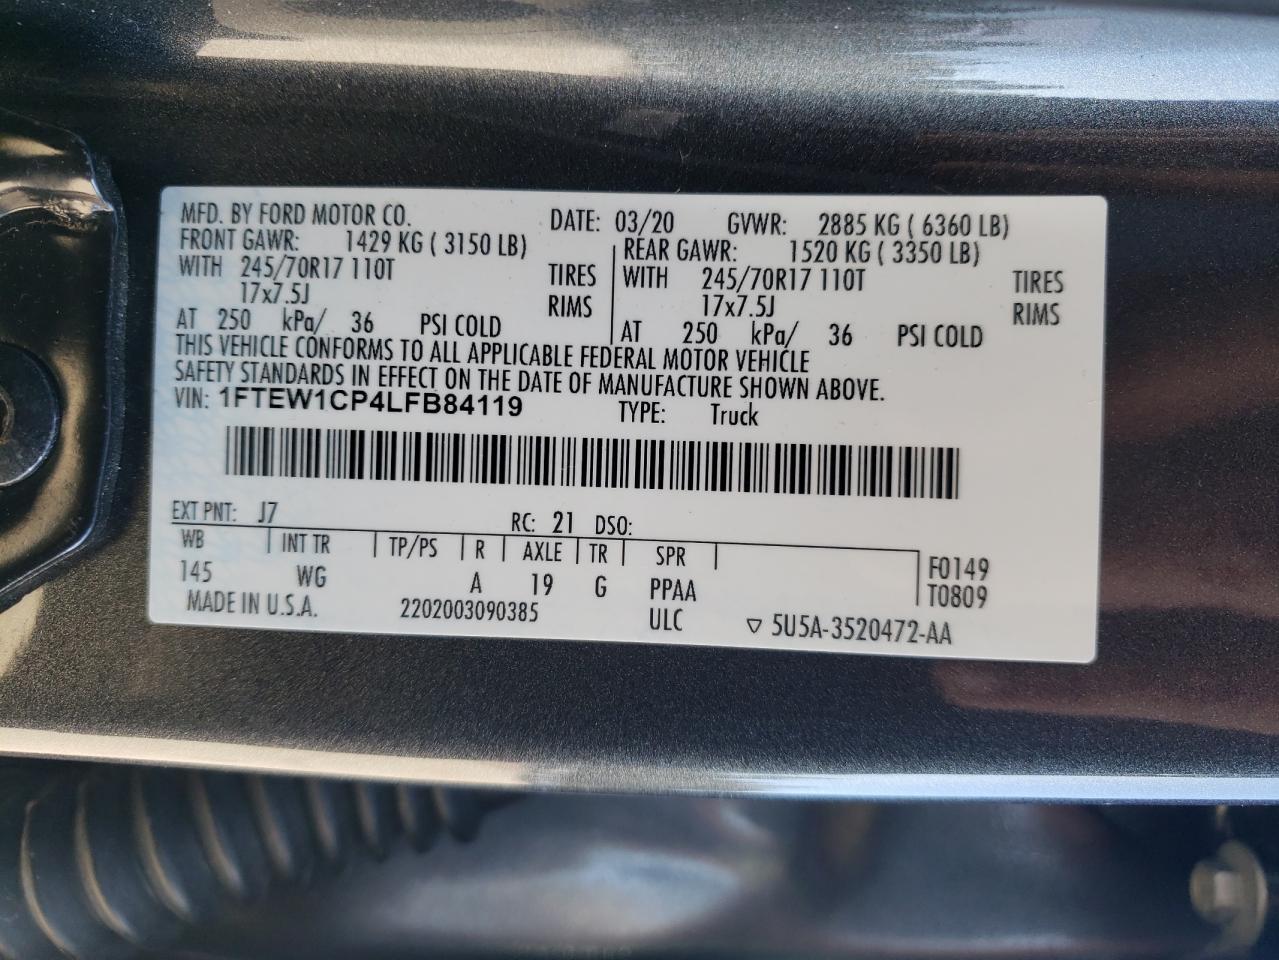 MFD. BY FORD MOTOR CO. DATE: 03/20 GVWR: 2885 KG ( 6360 LB)
FRONT GAWR: 1429 KG ( 3150 LB) REAR GAWR: 1520 KG ( 3350 LB)
WITH 245/70R17 110T TIRES WITH 245/70R17 110T TIRES
17x7.5J RIMS 17x7.5J RIMS
AT 250 kPa/ 36 PSI COLD AT 250 kPa/ 36 PSI COLD
THIS VEHICLE CONFORMS TO ALL APPLICABLE FEDERAL MOTOR VEHICLE
SAFETY STANDARDS IN EFFECT ON THE DATE OF MANUFACTURE SHOWN ABOVE.
VIN: 1FTEW1CP4LFB84119 TYPE: Truck
EXT PNT: J7 RC: 21 DSO:
WB INT TR TP/PS R AXLE TR SPR F0149
145 WG A 19 G PPAA T0809
MADE IN U.S.A. 2202003090385 ULC ▽ 5U5A-3520472-AA